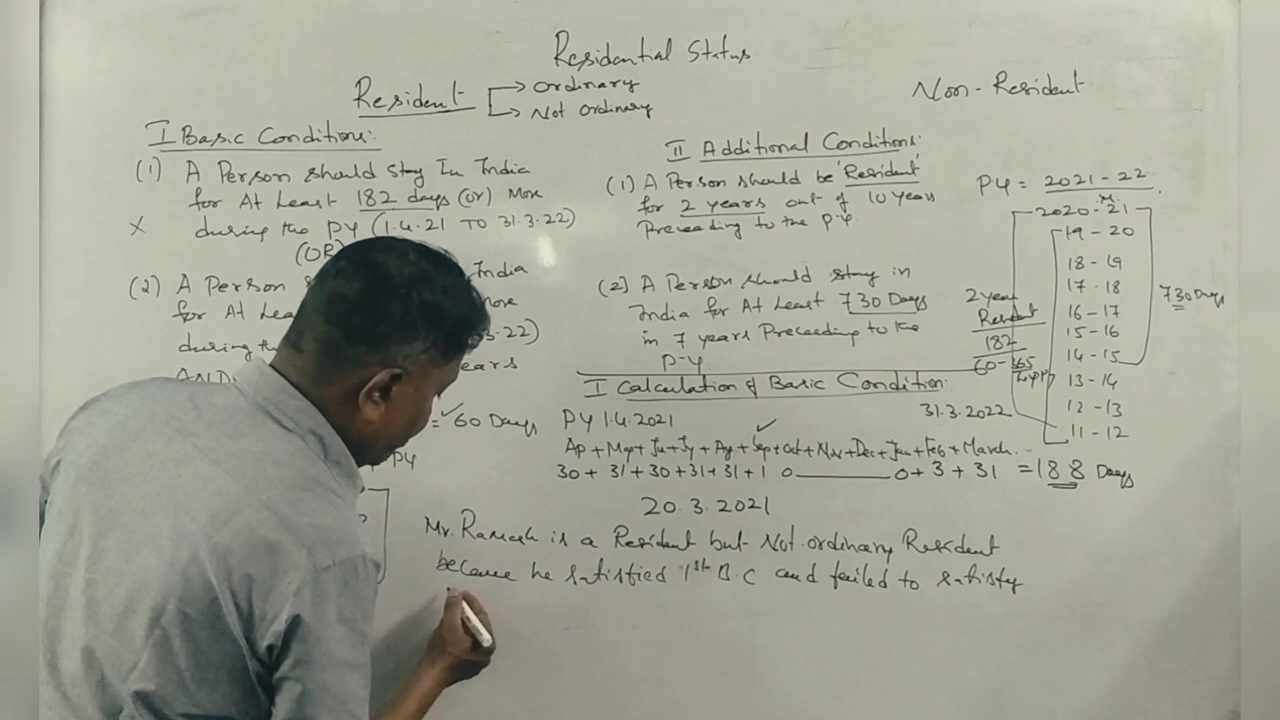 Residential Status
Resident → Ordinary
→ Not Ordinary
Non-Resident
I Basic Conditions:
(1) A Person should Stay In India
for At Least 182 days (or) More
X during the PY (1.4.21 TO 31.3.22)
(OR)
(2) A Person India
for At Lea more
during th 03-22)
AND years
= ✓60 Days
PY
II Additional Conditions:
(1) A Person should be 'Resident'
for 2 years out of 10 years
Preceeding to the P.Y.
(2) A Person should stay in
India for At Least 730 Days
in 7 years Preceeding to the
P-Y
PY = 2021-22
2020-21
19-20
18-19
17-18
16-17
15-16
14-15
13-14
12-13
11-12
730 Days
2 year
Resident
182
60-365
I Calculation of Basic Condition
PY 1.4.2021 31.3.2022
Ap + May + Ju + Jy + Ag + Sep + Oct + Nov + Dec + Jan + Feb + March
30 + 31 + 30 + 31 + 31 + 1 0 0 + 3 + 31 = 188 Days
20.3.2021
Mr. Ramesh is a Resident but Not ordinary Resident
because he satisfied 1st B.C and failed to satisfy